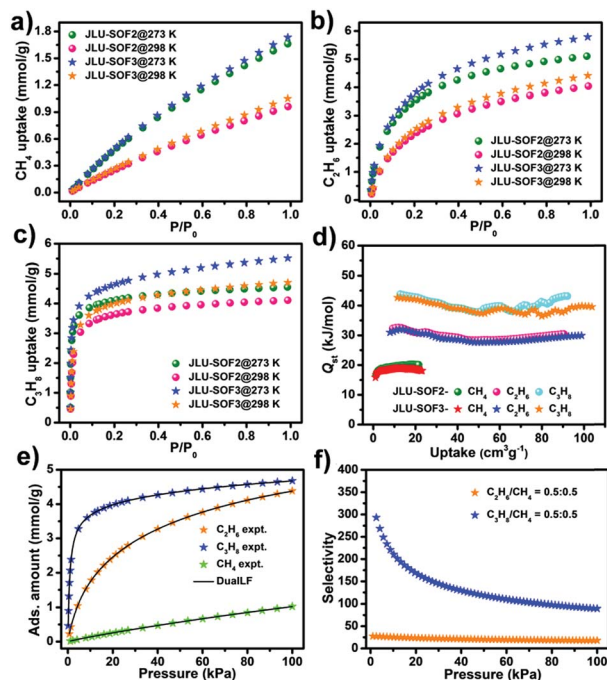 a)
CH₄ uptake (mmol/g)
1.8
1.5
1.2
0.9
0.6
0.3
0.0
JLU-SOF2@273 K
JLU-SOF2@298 K
JLU-SOF3@273 K
JLU-SOF3@298 K
0.0 0.2 0.4 0.6 0.8 1.0
P/P₀
b)
C₂H₆ uptake (mmol/g)
6
5
4
3
2
1
0
JLU-SOF2@273 K
JLU-SOF2@298 K
JLU-SOF3@273 K
JLU-SOF3@298 K
0.0 0.2 0.4 0.6 0.8 1.0
P/P₀
c)
C₃H₈ uptake (mmol/g)
8
7
6
5
4
3
2
1
0
JLU-SOF2@273 K
JLU-SOF2@298 K
JLU-SOF3@273 K
JLU-SOF3@298 K
0.0 0.2 0.4 0.6 0.8 1.0
P/P₀
d)
Qst (kJ/mol)
60
50
40
30
20
10
0
JLU-SOF2- CH₄ C₂H₆ C₃H₈
JLU-SOF3- CH₄ C₂H₆ C₃H₈
0 20 40 60 80 100
Uptake (cm³g⁻¹)
e)
Ads. amount (mmol/g)
5
4
3
2
1
0
C₂H₆ expt.
C₃H₈ expt.
CH₄ expt.
DualLF
0 20 40 60 80 100
Pressure (kPa)
f)
Selectivity
400
350
300
250
200
150
100
50
0
C₂H₆/CH₄ = 0.5:0.5
C₃H₈/CH₄ = 0.5:0.5
0 20 40 60 80 100
Pressure (kPa)